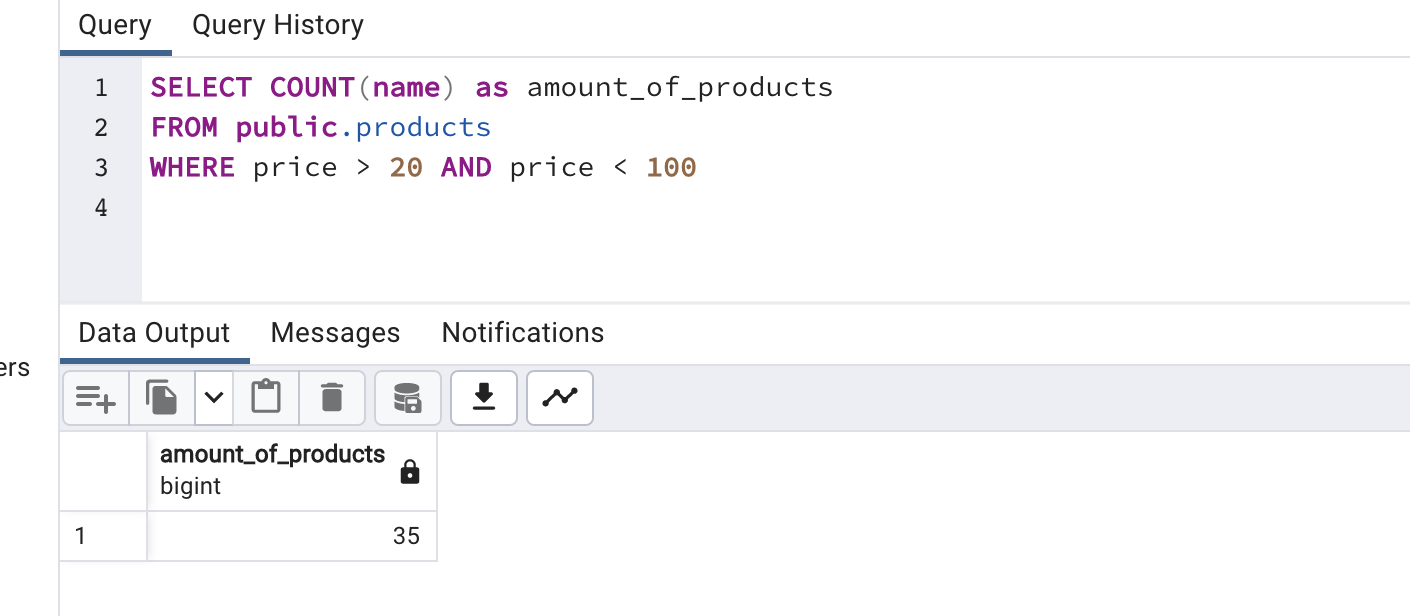 Query Query History
1 SELECT COUNT(name) as amount_of_products
2 FROM public.products
3 WHERE price > 20 AND price < 100
4
Data Output Messages Notifications
ers
amount_of_products
bigint
1 35